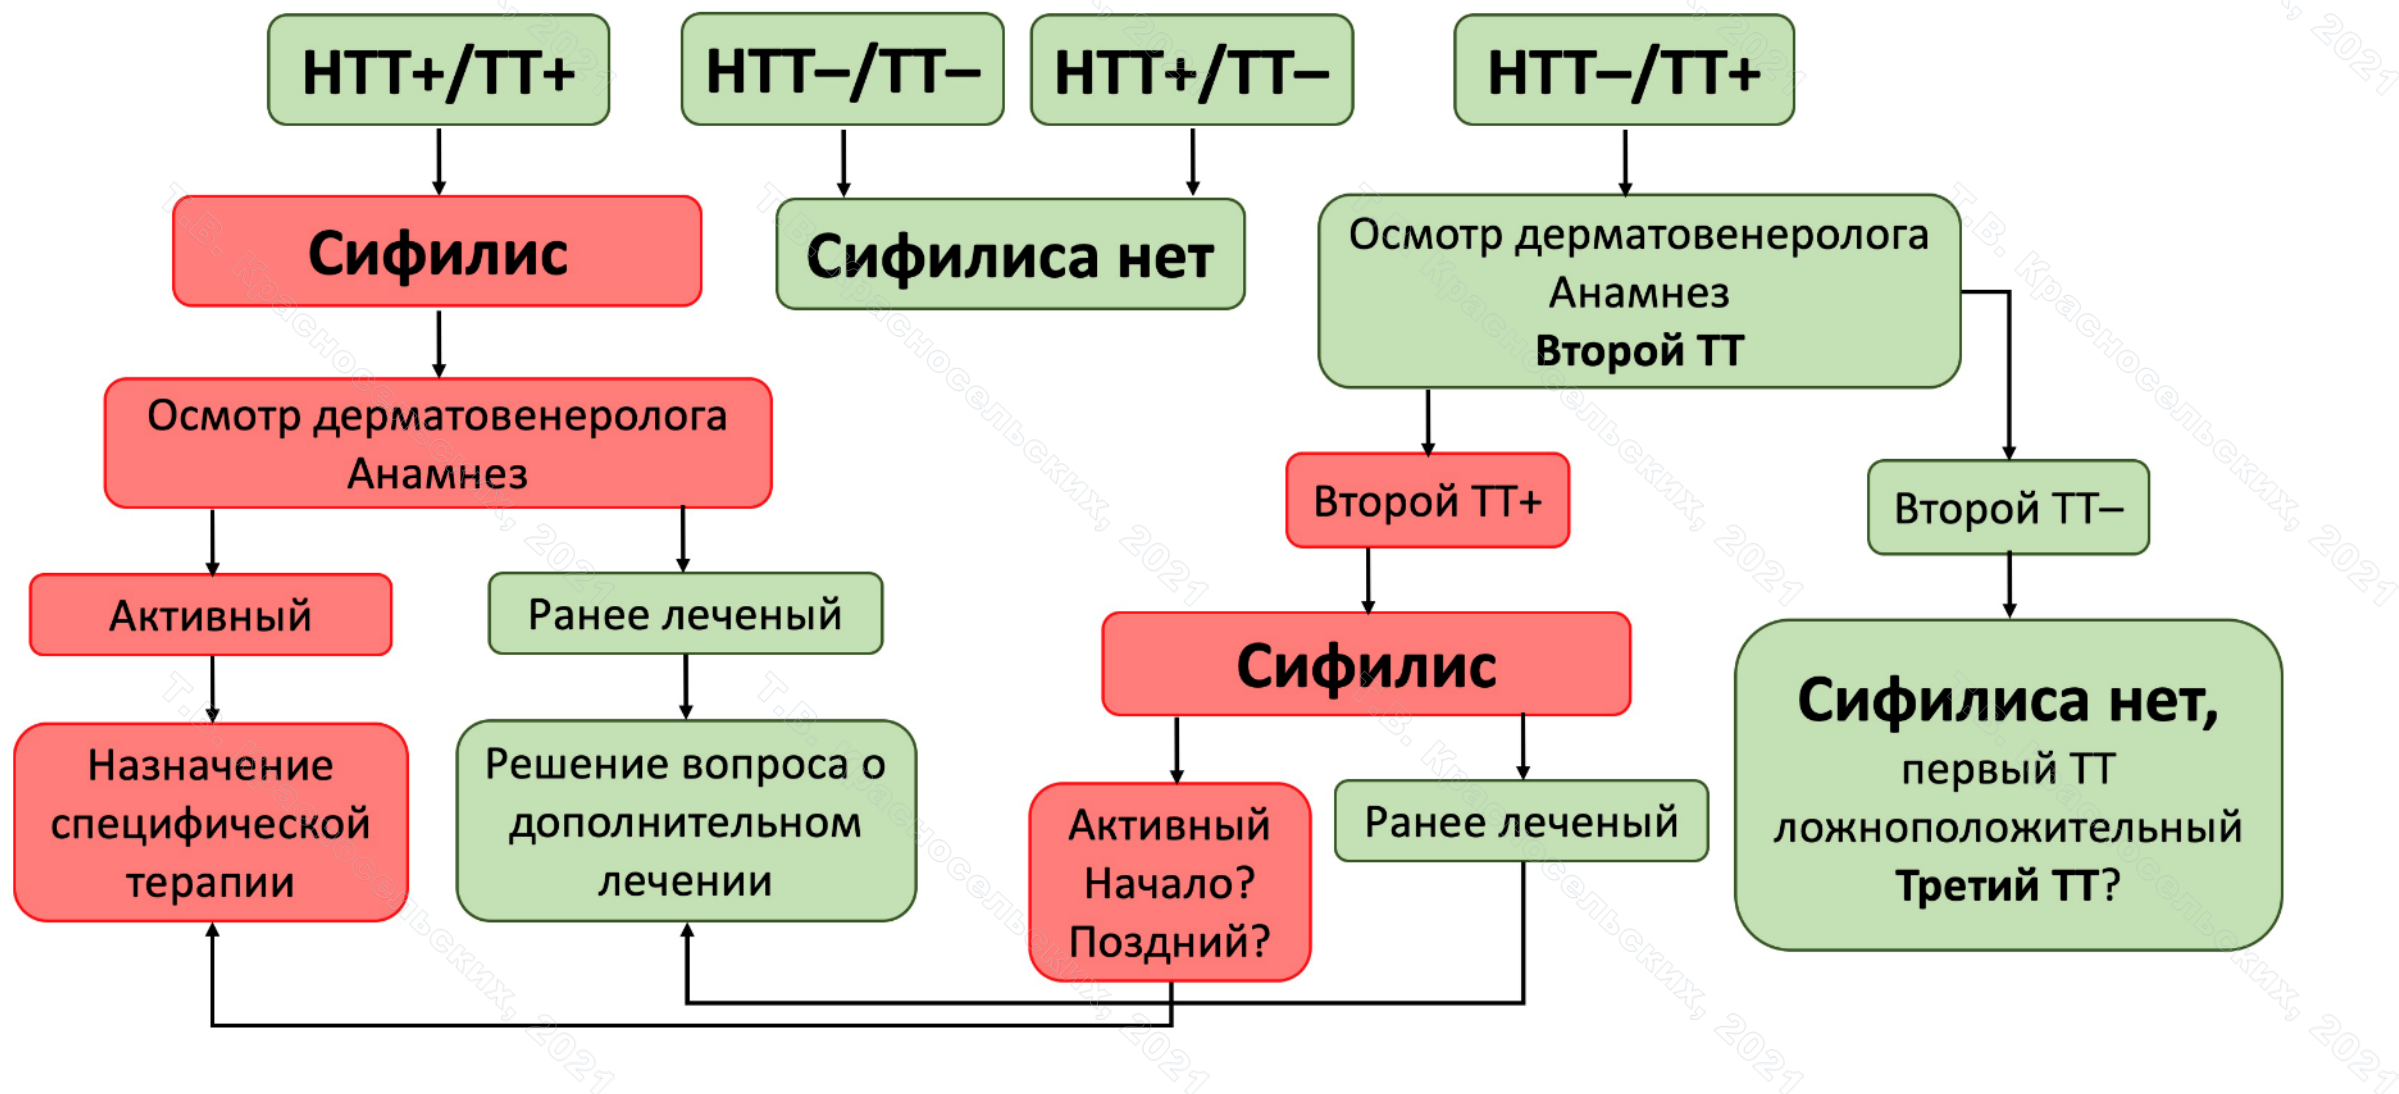 НТТ+/ТТ+
НТТ–/ТТ–
НТТ+/ТТ–
НТТ–/ТТ+
Сифилис
Сифилиса нет
Осмотр дерматовенеролога
Анамнез
Второй ТТ
Осмотр дерматовенеролога
Анамнез
Второй ТТ+
Второй ТТ–
Активный
Ранее леченый
Сифилис
Сифилиса нет,
первый ТТ
ложноположительный
Третий ТТ?
Назначение
специфической
терапии
Решение вопроса о
дополнительном
лечении
Активный
Начало?
Поздний?
Ранее леченый
Т.В. Красносельских, 2021